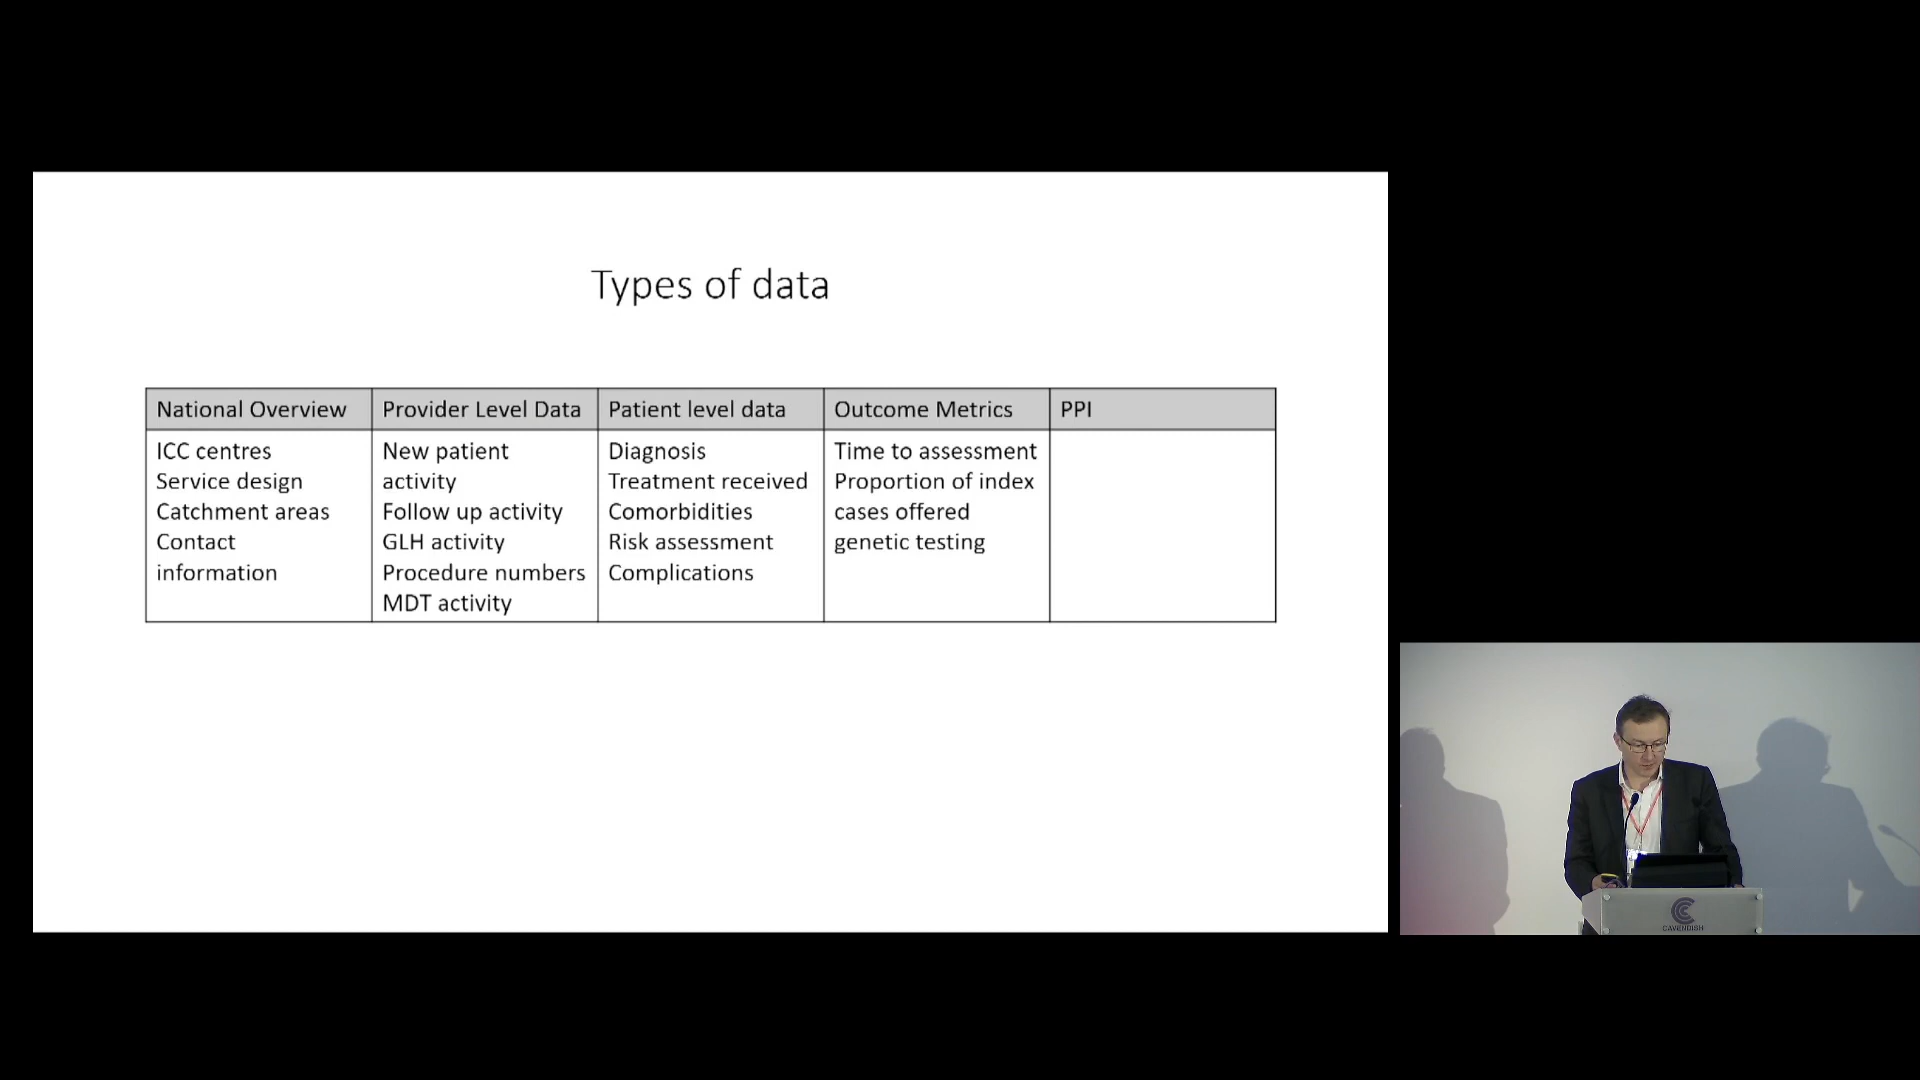 Types of data
National Overview
Provider Level Data
Patient level data
Outcome Metrics
PPI
ICC centres
Service design
Catchment areas
Contact
information
New patient
activity
Follow up activity
GLH activity
Procedure numbers
MDT activity
Diagnosis
Treatment received
Comorbidities
Risk assessment
Complications
Time to assessment
Proportion of index
cases offered
genetic testing
CAVENDISH